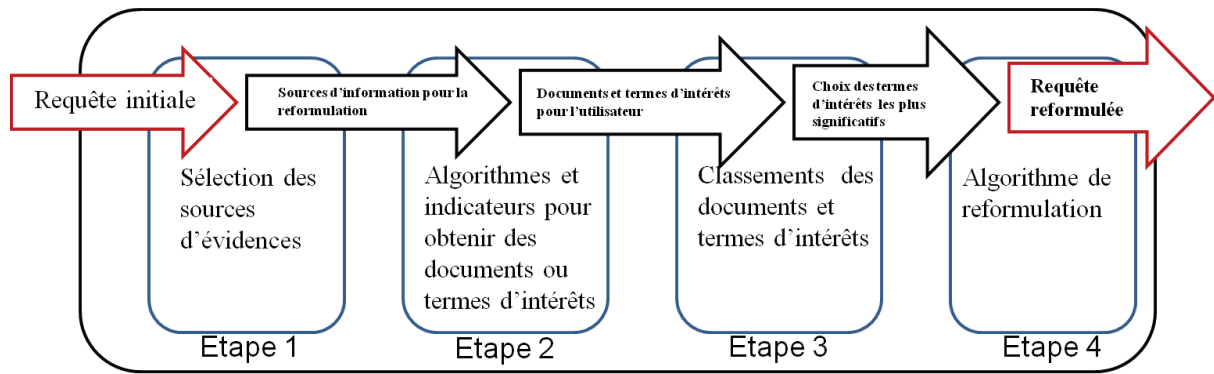 Requête initiale
Sources d'information pour la
reformulation
Documents et termes d'intérêts
pour l'utilisateur
Choix des termes
d'intérêts les plus
significatifs
Requête
reformulée
Sélection des
sources
d'évidences
Algorithmes et
indicateurs pour
obtenir des
documents ou
termes d'intérêts
Classements des
documents et
termes d'intérêts
Algorithme de
reformulation
Etape 1
Etape 2
Etape 3
Etape 4